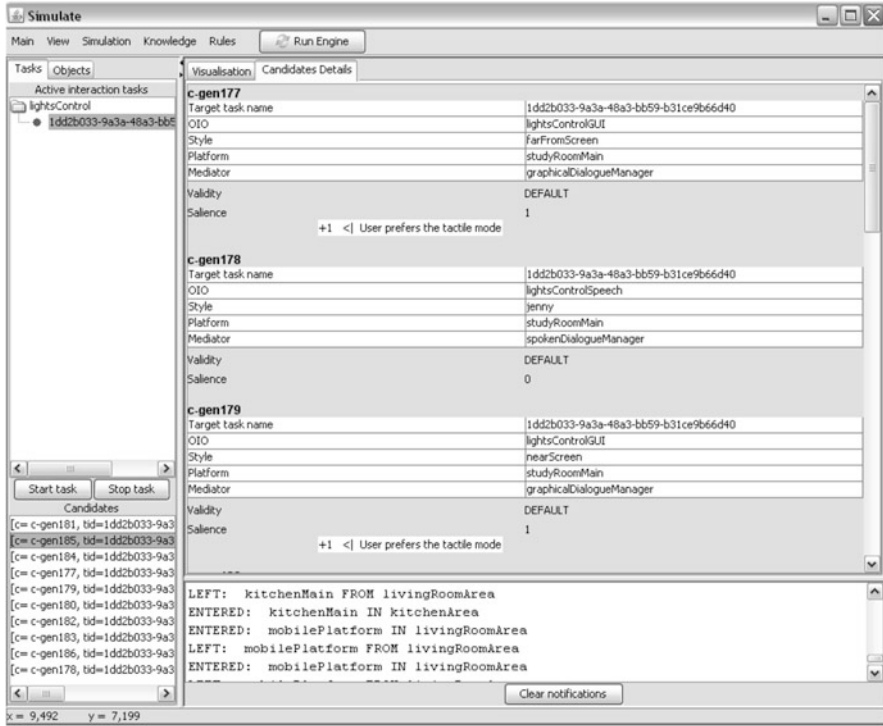 Simulate
Main View Simulation Knowledge Rules Run Engine
Tasks Objects
Active interaction tasks
lightsControl
1dd2b033-9a3a-48a3-bb5
Start task Stop task
Candidates
[c= c-gen181, tid=1dd2b033-9a3
[c= c-gen185, tid=1dd2b033-9a3
[c= c-gen184, tid=1dd2b033-9a3
[c= c-gen177, tid=1dd2b033-9a3
[c= c-gen179, tid=1dd2b033-9a3
[c= c-gen180, tid=1dd2b033-9a3
[c= c-gen182, tid=1dd2b033-9a3
[c= c-gen183, tid=1dd2b033-9a3
[c= c-gen186, tid=1dd2b033-9a3
[c= c-gen178, tid=1dd2b033-9a3
Visualisation Candidates Details
c-gen177
Target task name 1dd2b033-9a3a-48a3-bb59-b31ce9b66d40
OIO lightsControlGUI
Style farFromScreen
Platform studyRoomMain
Mediator graphicalDialogueManager
Validity DEFAULT
Salience 1
+1 <| User prefers the tactile mode
c-gen178
Target task name 1dd2b033-9a3a-48a3-bb59-b31ce9b66d40
OIO lightsControlSpeech
Style jenny
Platform studyRoomMain
Mediator spokenDialogueManager
Validity DEFAULT
Salience 0
c-gen179
Target task name 1dd2b033-9a3a-48a3-bb59-b31ce9b66d40
OIO lightsControlGUI
Style nearScreen
Platform studyRoomMain
Mediator graphicalDialogueManager
Validity DEFAULT
Salience 1
+1 <| User prefers the tactile mode
LEFT: kitchenMain FROM livingRoomArea
ENTERED: kitchenMain IN kitchenArea
ENTERED: mobilePlatform IN livingRoomArea
LEFT: mobilePlatform FROM livingRoomArea
ENTERED: mobilePlatform IN livingRoomArea
Clear notifications
x = 9,492 y = 7,199